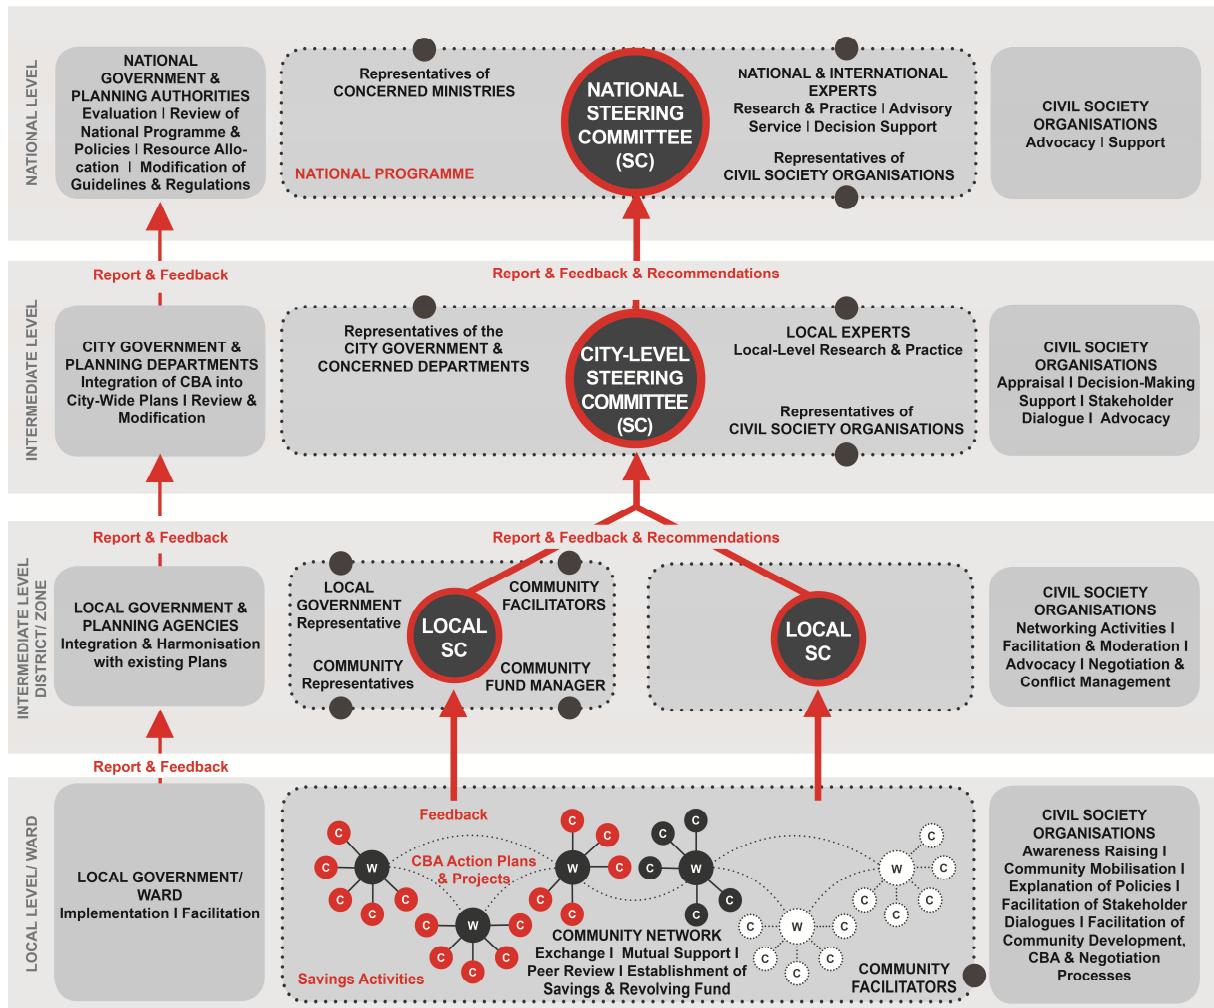 NATIONAL LEVEL
NATIONAL
GOVERNMENT &
PLANNING AUTHORITIES
Evaluation I Review of
National Programme &
Policies I Resource Allo-
cation I Modification of
Guidelines & Regulations
Representatives of
CONCERNED MINISTRIES
NATIONAL PROGRAMME
NATIONAL
STEERING
COMMITTEE
(SC)
NATIONAL & INTERNATIONAL
EXPERTS
Research & Practice I Advisory
Service I Decision Support
Representatives of
CIVIL SOCIETY ORGANISATIONS
CIVIL SOCIETY
ORGANISATIONS
Advocacy I Support
Report & Feedback
Report & Feedback & Recommendations
INTERMEDIATE LEVEL
CITY GOVERNMENT &
PLANNING DEPARTMENTS
Integration of CBA into
City-Wide Plans I Review &
Modification
Representatives of the
CITY GOVERNMENT &
CONCERNED DEPARTMENTS
CITY-LEVEL
STEERING
COMMITTEE
(SC)
LOCAL EXPERTS
Local-Level Research & Practice
Representatives of
CIVIL SOCIETY ORGANISATIONS
CIVIL SOCIETY
ORGANISATIONS
Appraisal I Decision-Making
Support I Stakeholder
Dialogue I Advocacy
Report & Feedback
Report & Feedback & Recommendations
INTERMEDIATE LEVEL
DISTRICT/ ZONE
LOCAL GOVERNMENT &
PLANNING AGENCIES
Integration & Harmonisation
with existing Plans
LOCAL
GOVERNMENT
Representative
COMMUNITY
Representatives
LOCAL
SC
COMMUNITY
FACILITATORS
COMMUNITY
FUND MANAGER
LOCAL
SC
CIVIL SOCIETY
ORGANISATIONS
Networking Activities I
Facilitation & Moderation I
Advocacy I Negotiation &
Conflict Management
Report & Feedback
LOCAL LEVEL/ WARD
LOCAL GOVERNMENT/
WARD
Implementation I Facilitation
Feedback
CBA Action Plans
& Projects
Savings Activities
C
C
C
C
C
W
C
C
C
C
C
W
C
C
C
C
C
W
C
C
C
C
C
W
C
C
C
C
C
W
C
C
C
C
C
W
COMMUNITY NETWORK
Exchange I Mutual Support I
Peer Review I Establishment of
Savings & Revolving Fund
COMMUNITY
FACILITATORS
CIVIL SOCIETY
ORGANISATIONS
Awareness Raising I
Community Mobilisation I
Explanation of Policies I
Facilitation of Stakeholder
Dialogues I Facilitation of
Community Development,
CBA & Negotiation
Processes